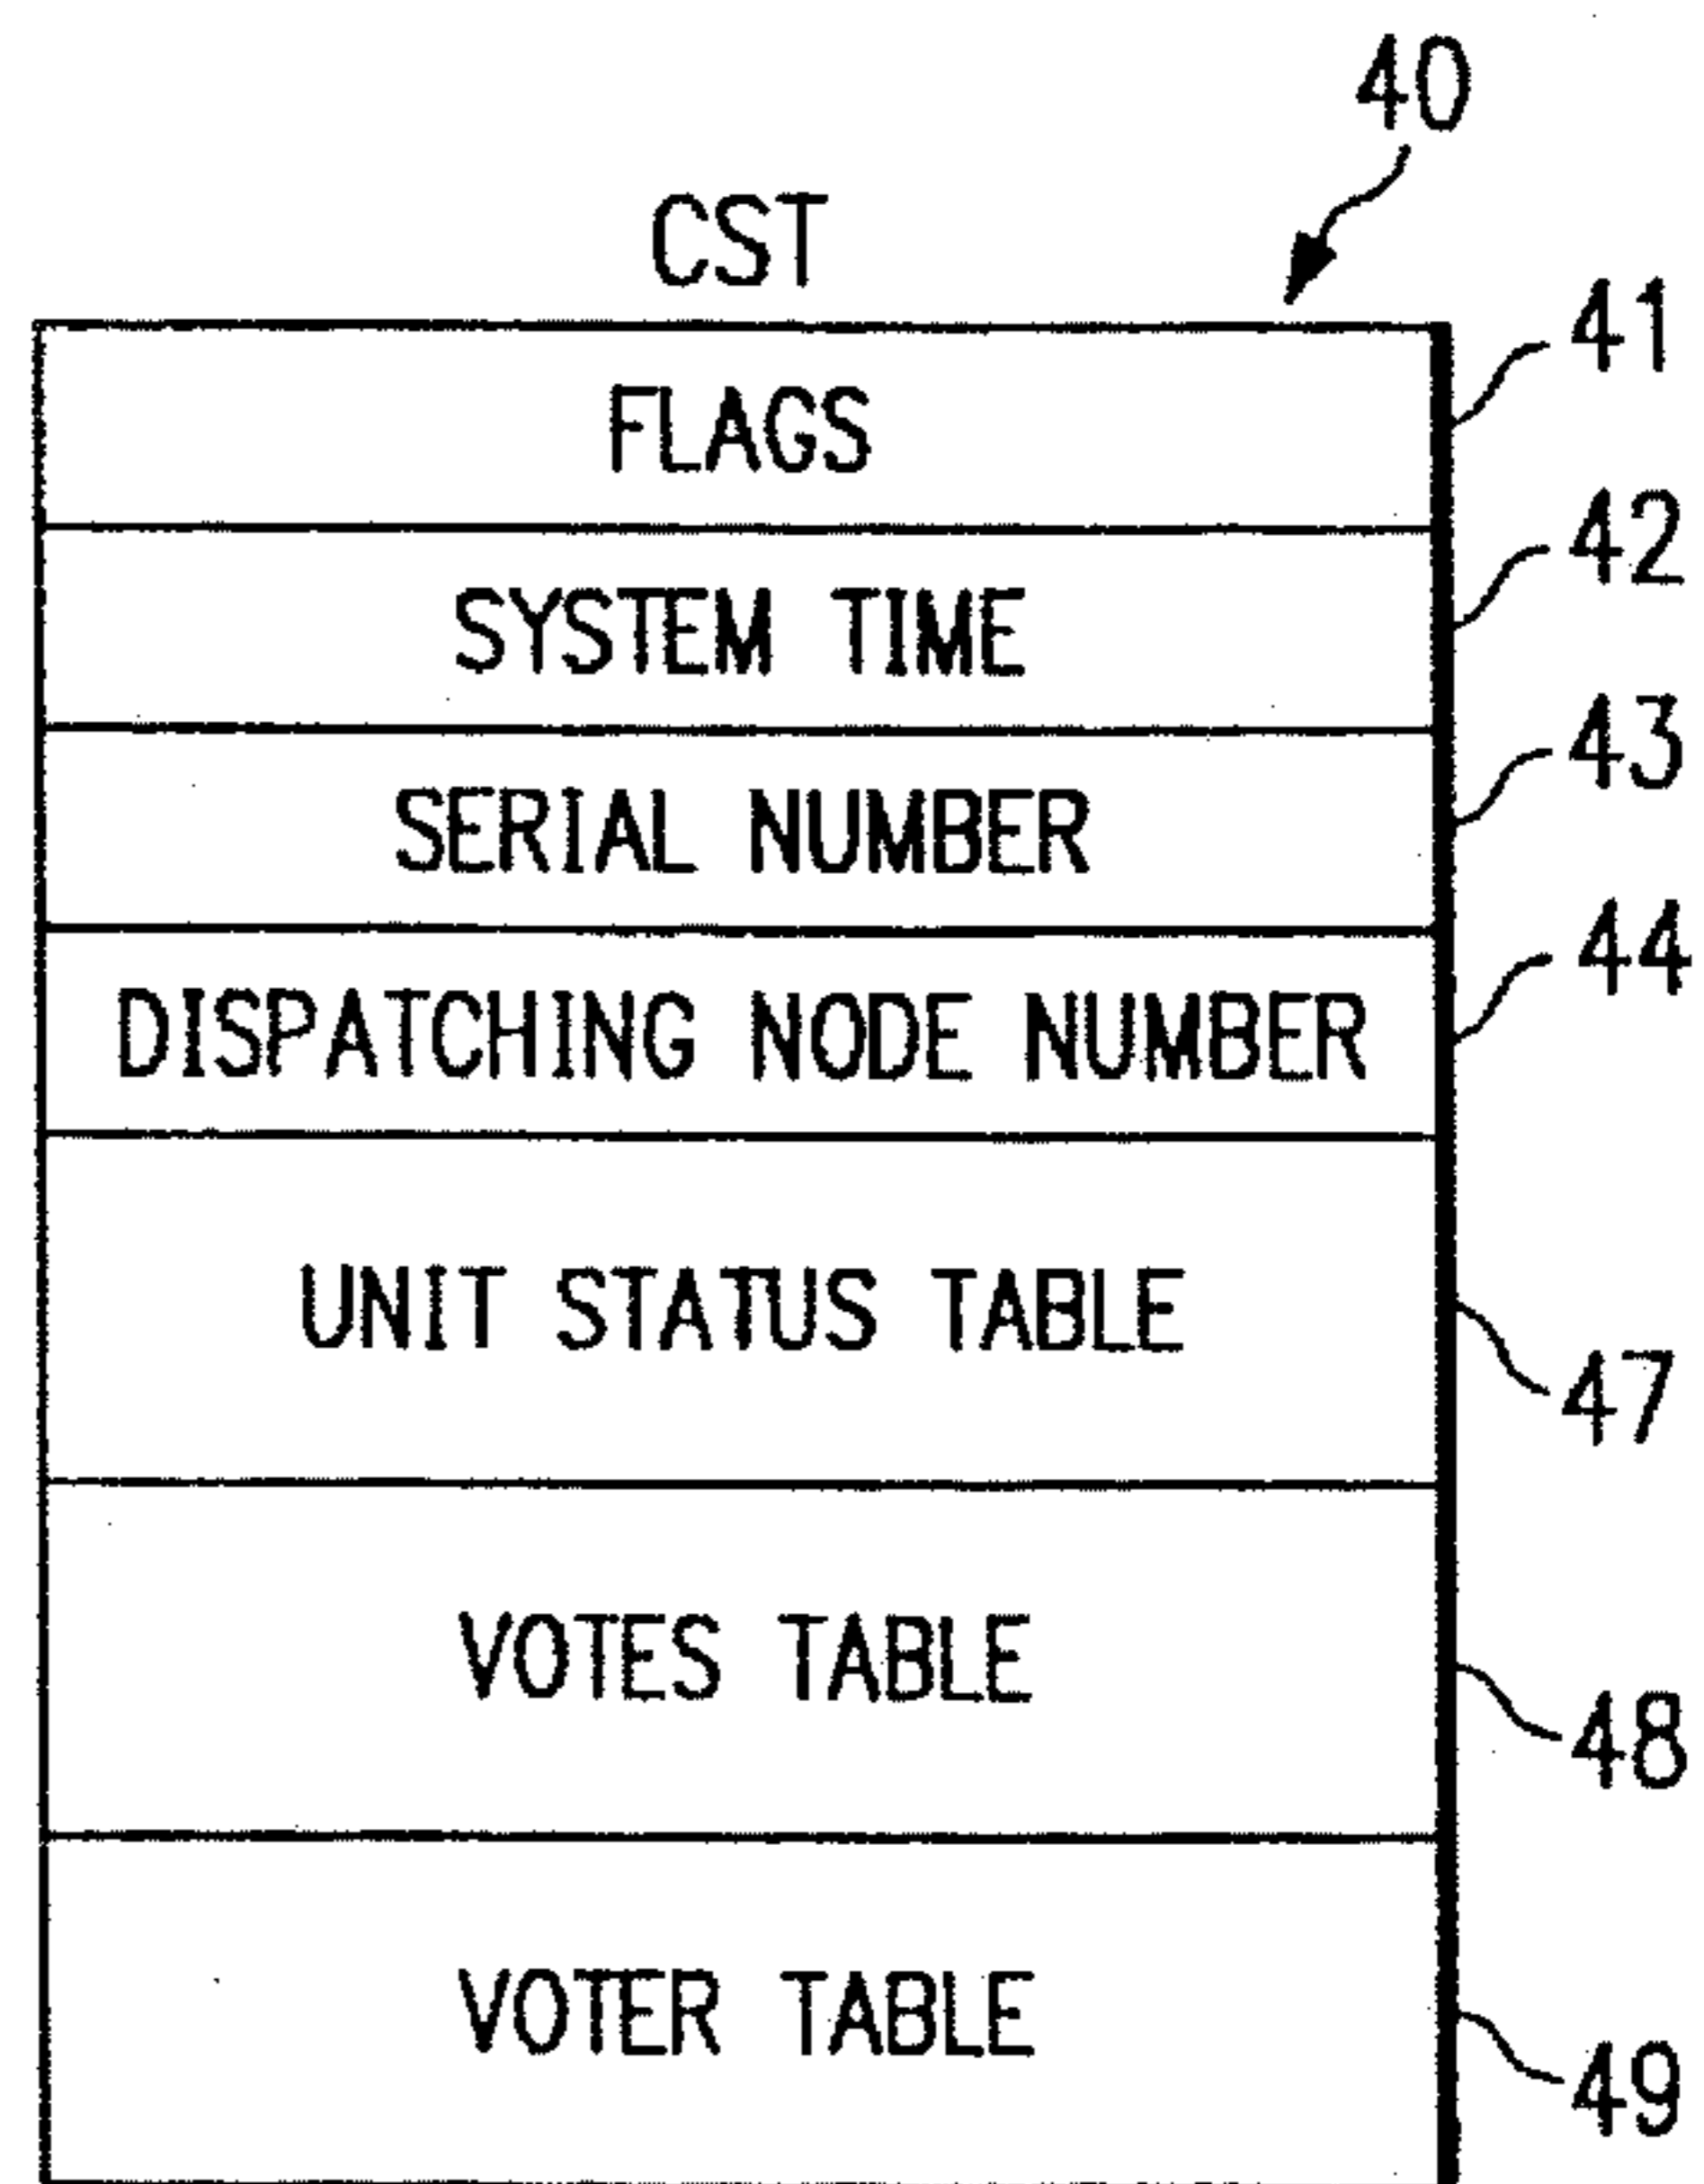 40
CST
FLAGS 41
SYSTEM TIME 42
SERIAL NUMBER 43
DISPATCHING NODE NUMBER 44
UNIT STATUS TABLE 47
VOTES TABLE 48
VOTER TABLE 49